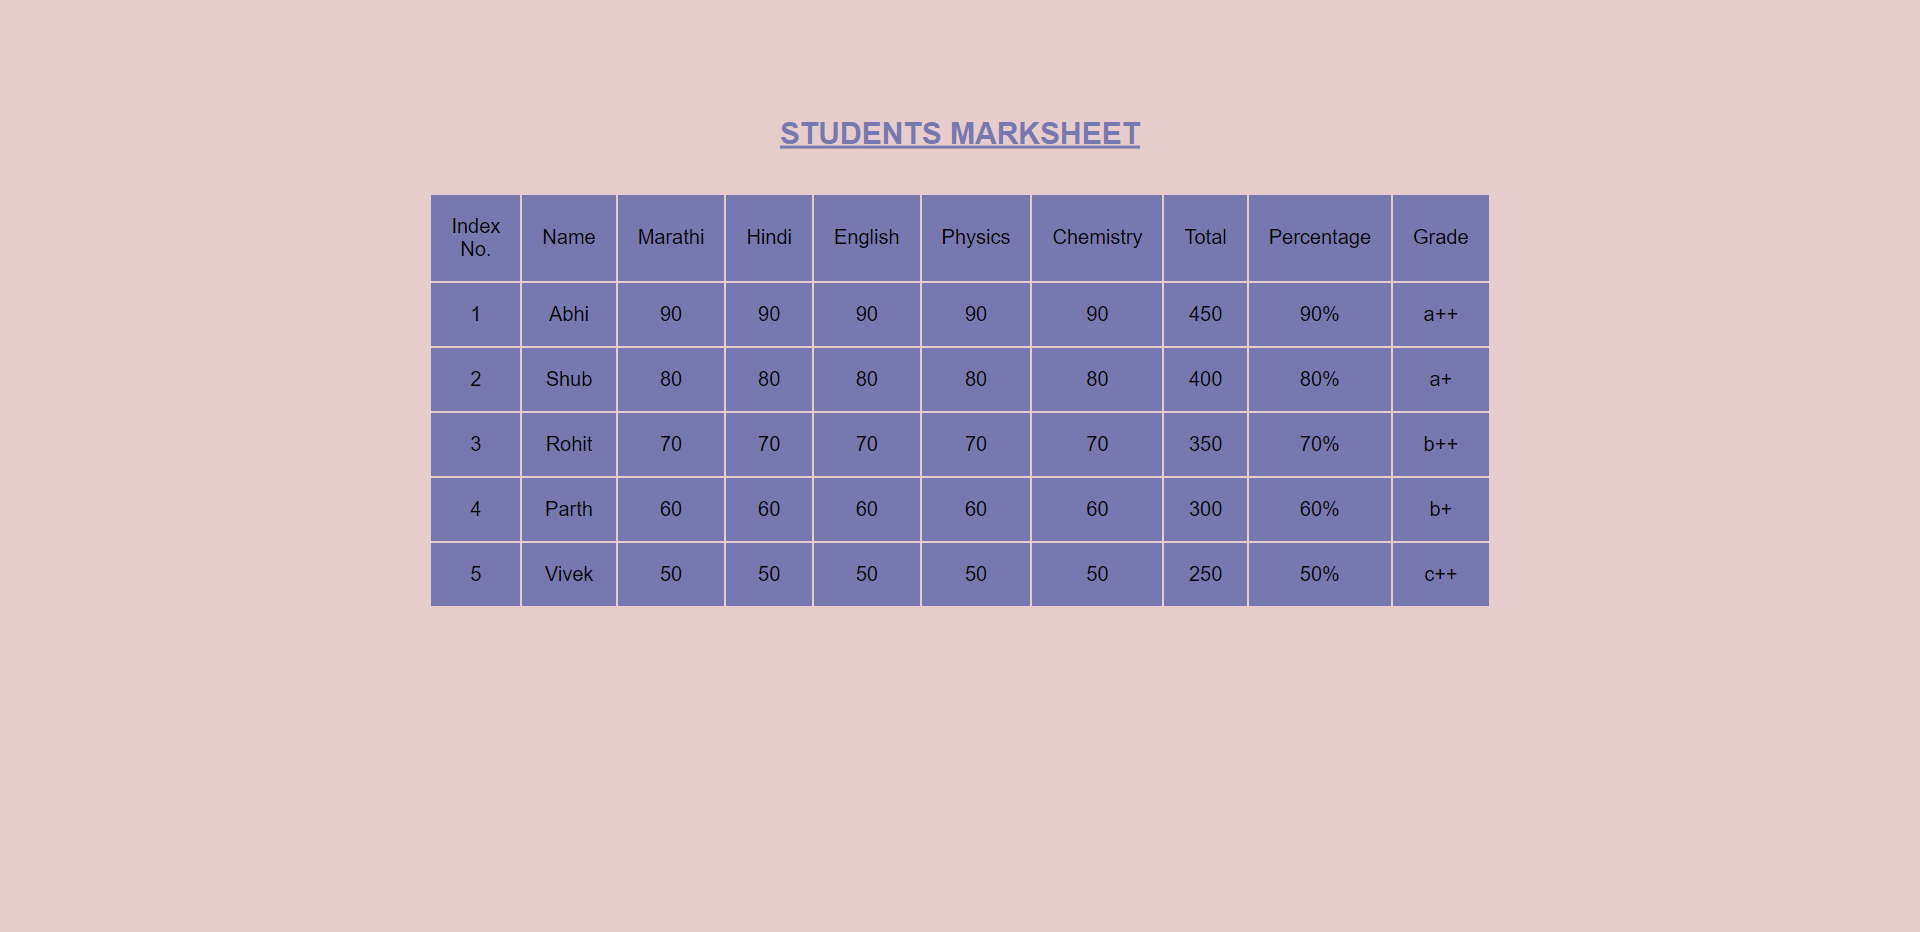 STUDENTS MARKSHEET
Index No. Name Marathi Hindi English Physics Chemistry Total Percentage Grade
1 Abhi 90 90 90 90 90 450 90% a++
2 Shub 80 80 80 80 80 400 80% a+
3 Rohit 70 70 70 70 70 350 70% b++
4 Parth 60 60 60 60 60 300 60% b+
5 Vivek 50 50 50 50 50 250 50% c++